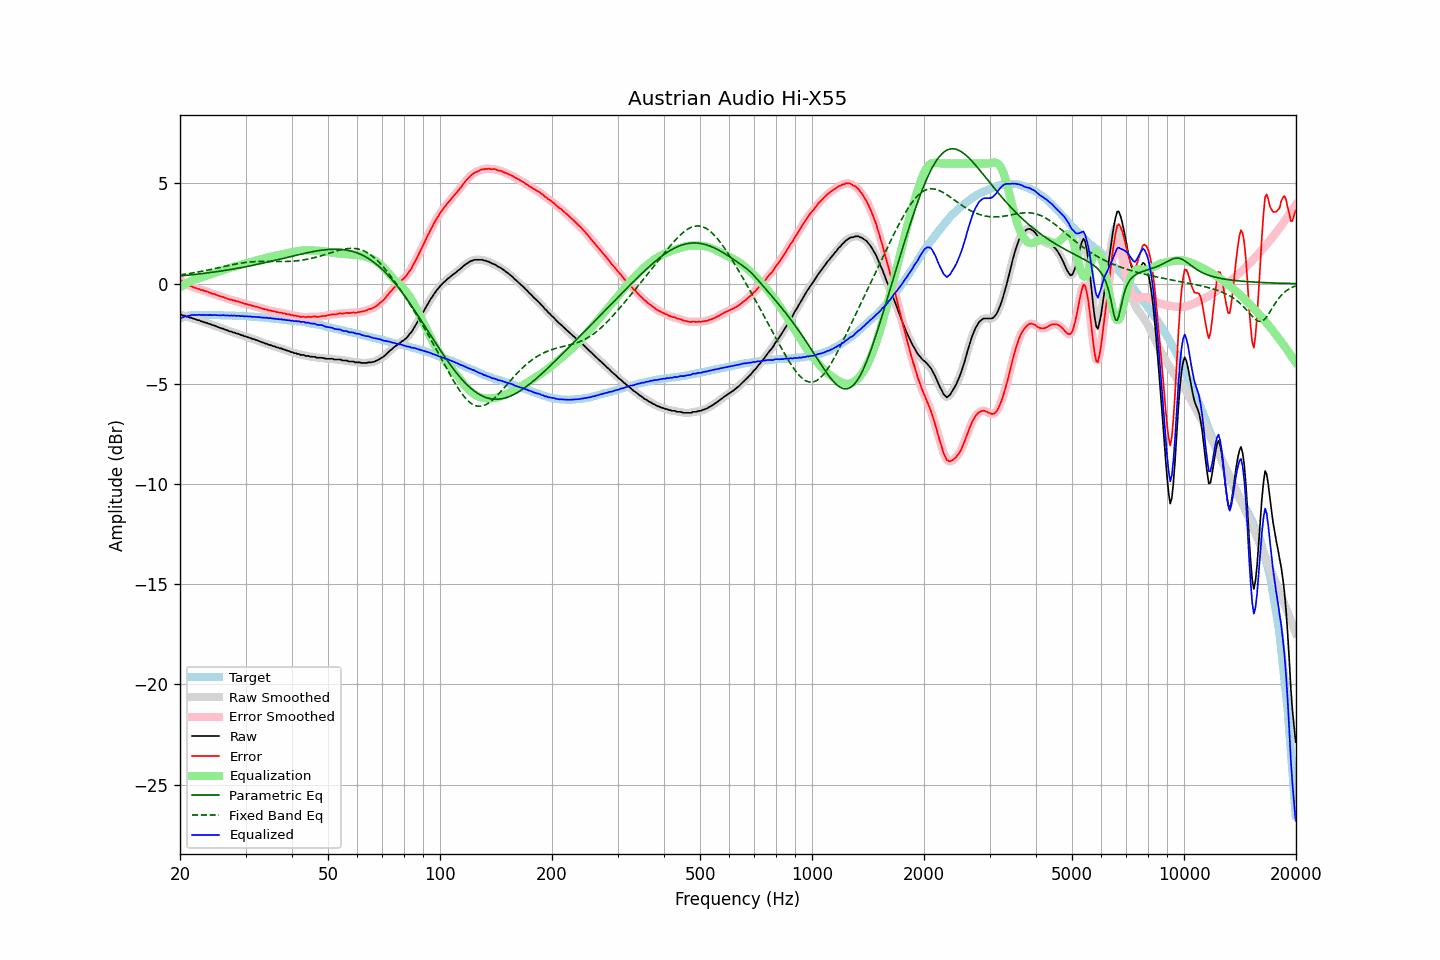 Austrian Audio Hi-X55
Amplitude (dBr)
5
0
−5
−10
−15
−20
−25
Target
Raw Smoothed
Error Smoothed
Raw
Error
Equalization
Parametric Eq
Fixed Band Eq
Equalized
20 50 100 200 500 1000 2000 5000 10000 20000
Frequency (Hz)